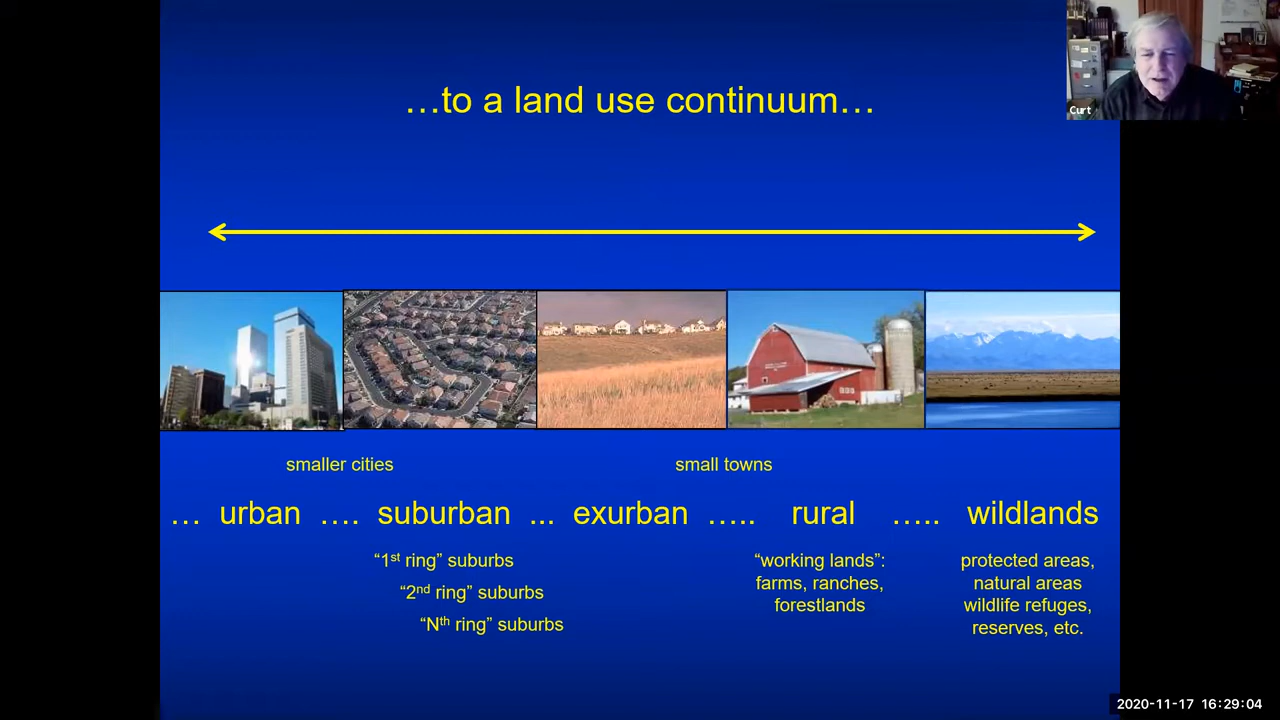 …to a land use continuum…
Curt
smaller cities
small towns
… urban …. suburban ... exurban ….. rural ….. wildlands
“1st ring” suburbs
“2nd ring” suburbs
“Nth ring” suburbs
“working lands”:
farms, ranches,
forestlands
protected areas,
natural areas
wildlife refuges,
reserves, etc.
2020-11-17 16:29:04